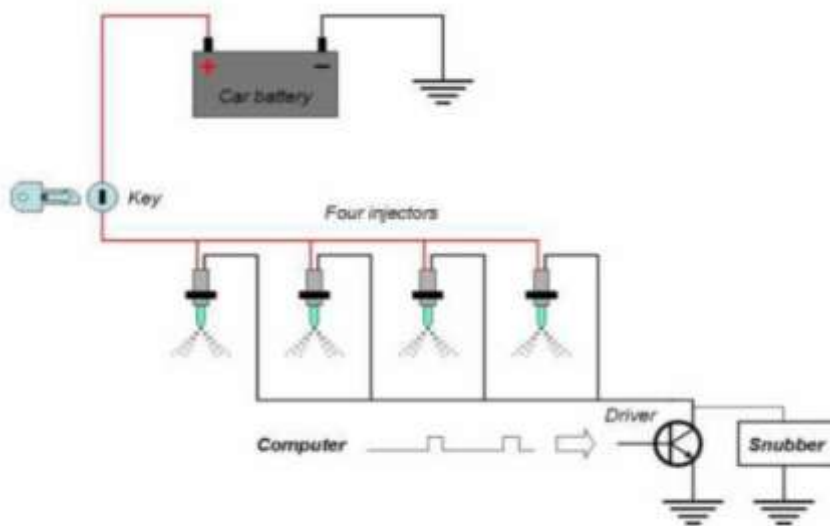 + −
Car battery
Key
Four injectors
Driver
Computer
Snubber